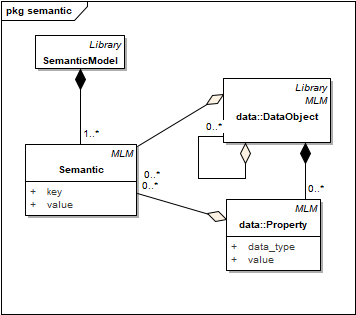 pkg semantic
Library
SemanticModel
Library
MLM
data::DataObject
0..*
1..*
MLM
Semantic
+ key
+ value
0..*
0..*
0..*
MLM
data::Property
+ data_type
+ value